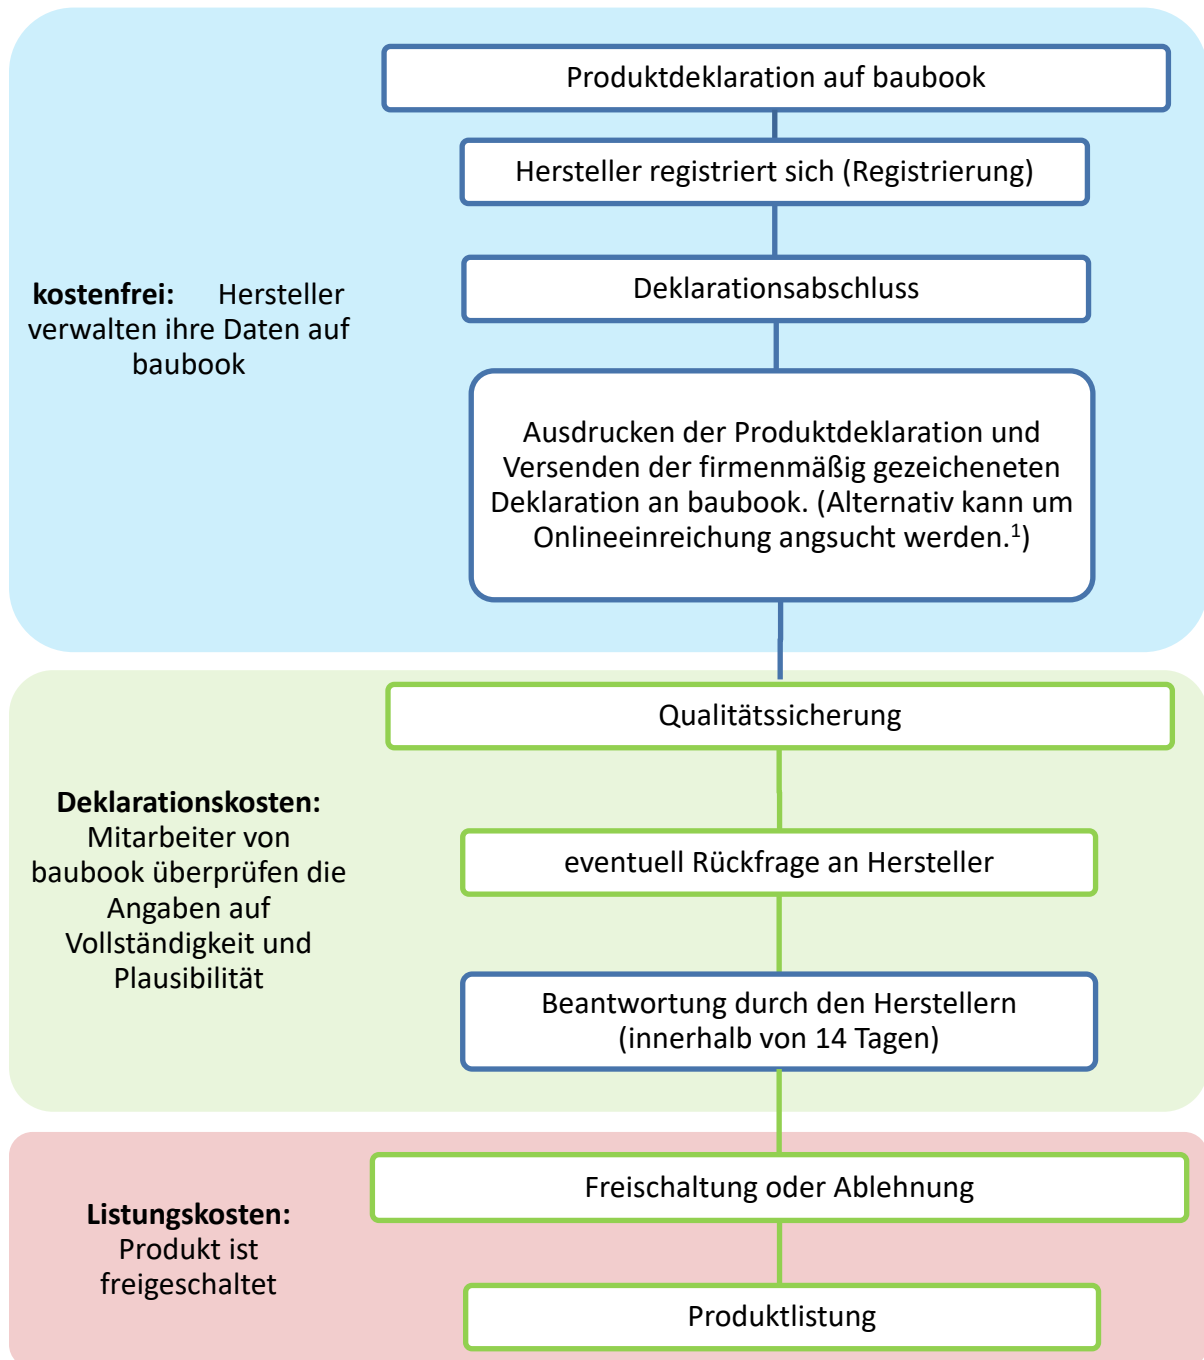 Produktdeklaration auf baubook
Hersteller registriert sich (Registrierung)
Deklarationsabschluss
kostenfrei: Hersteller
verwalten ihre Daten auf
baubook
Ausdrucken der Produktdeklaration und
Versenden der firmenmäßig gezeicheneten
Deklaration an baubook. (Alternativ kann um
Onlineeinreichung angsucht werden.¹)
Qualitätssicherung
Deklarationskosten:
Mitarbeiter von
baubook überprüfen die
Angaben auf
Vollständigkeit und
Plausibilität
eventuell Rückfrage an Hersteller
Beantwortung durch den Herstellern
(innerhalb von 14 Tagen)
Freischaltung oder Ablehnung
Listungskosten:
Produkt ist
freigeschaltet
Produktlistung